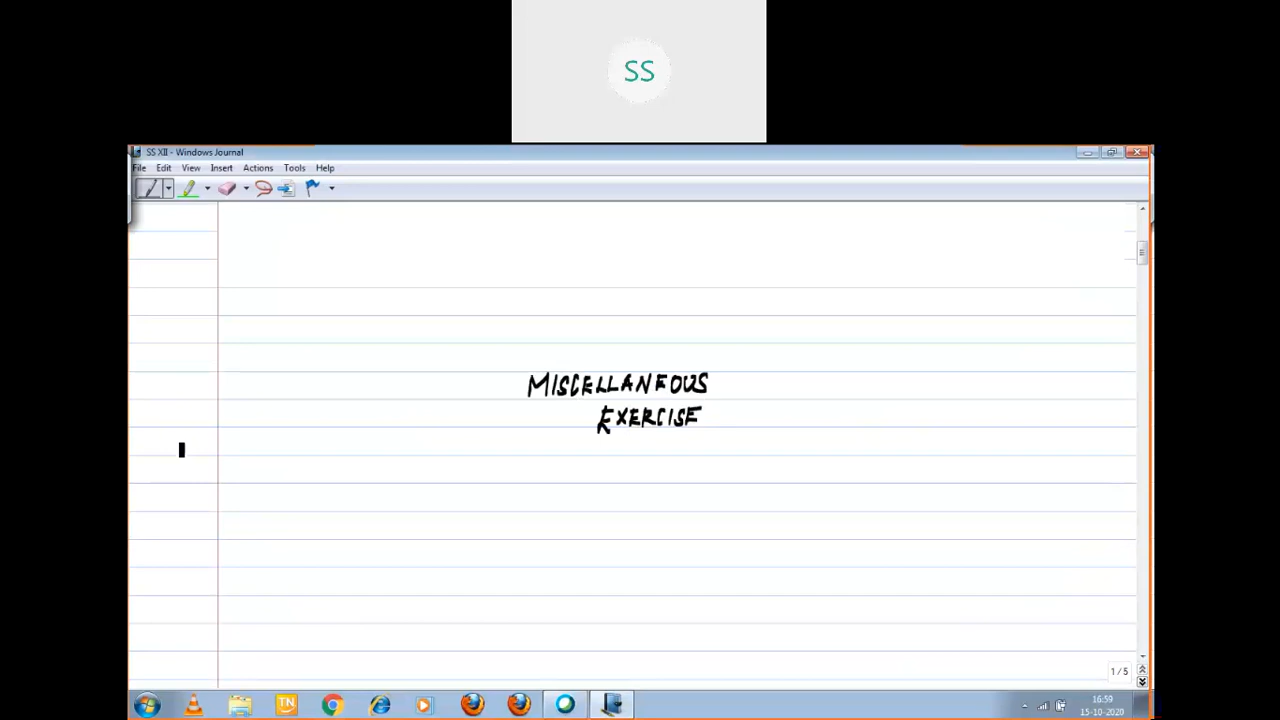 SS
SS XII - Windows Journal
File Edit View Insert Actions Tools Help
MISCELLANEOUS
EXERCISE
1 / 5
TN
16:59
15-10-2020